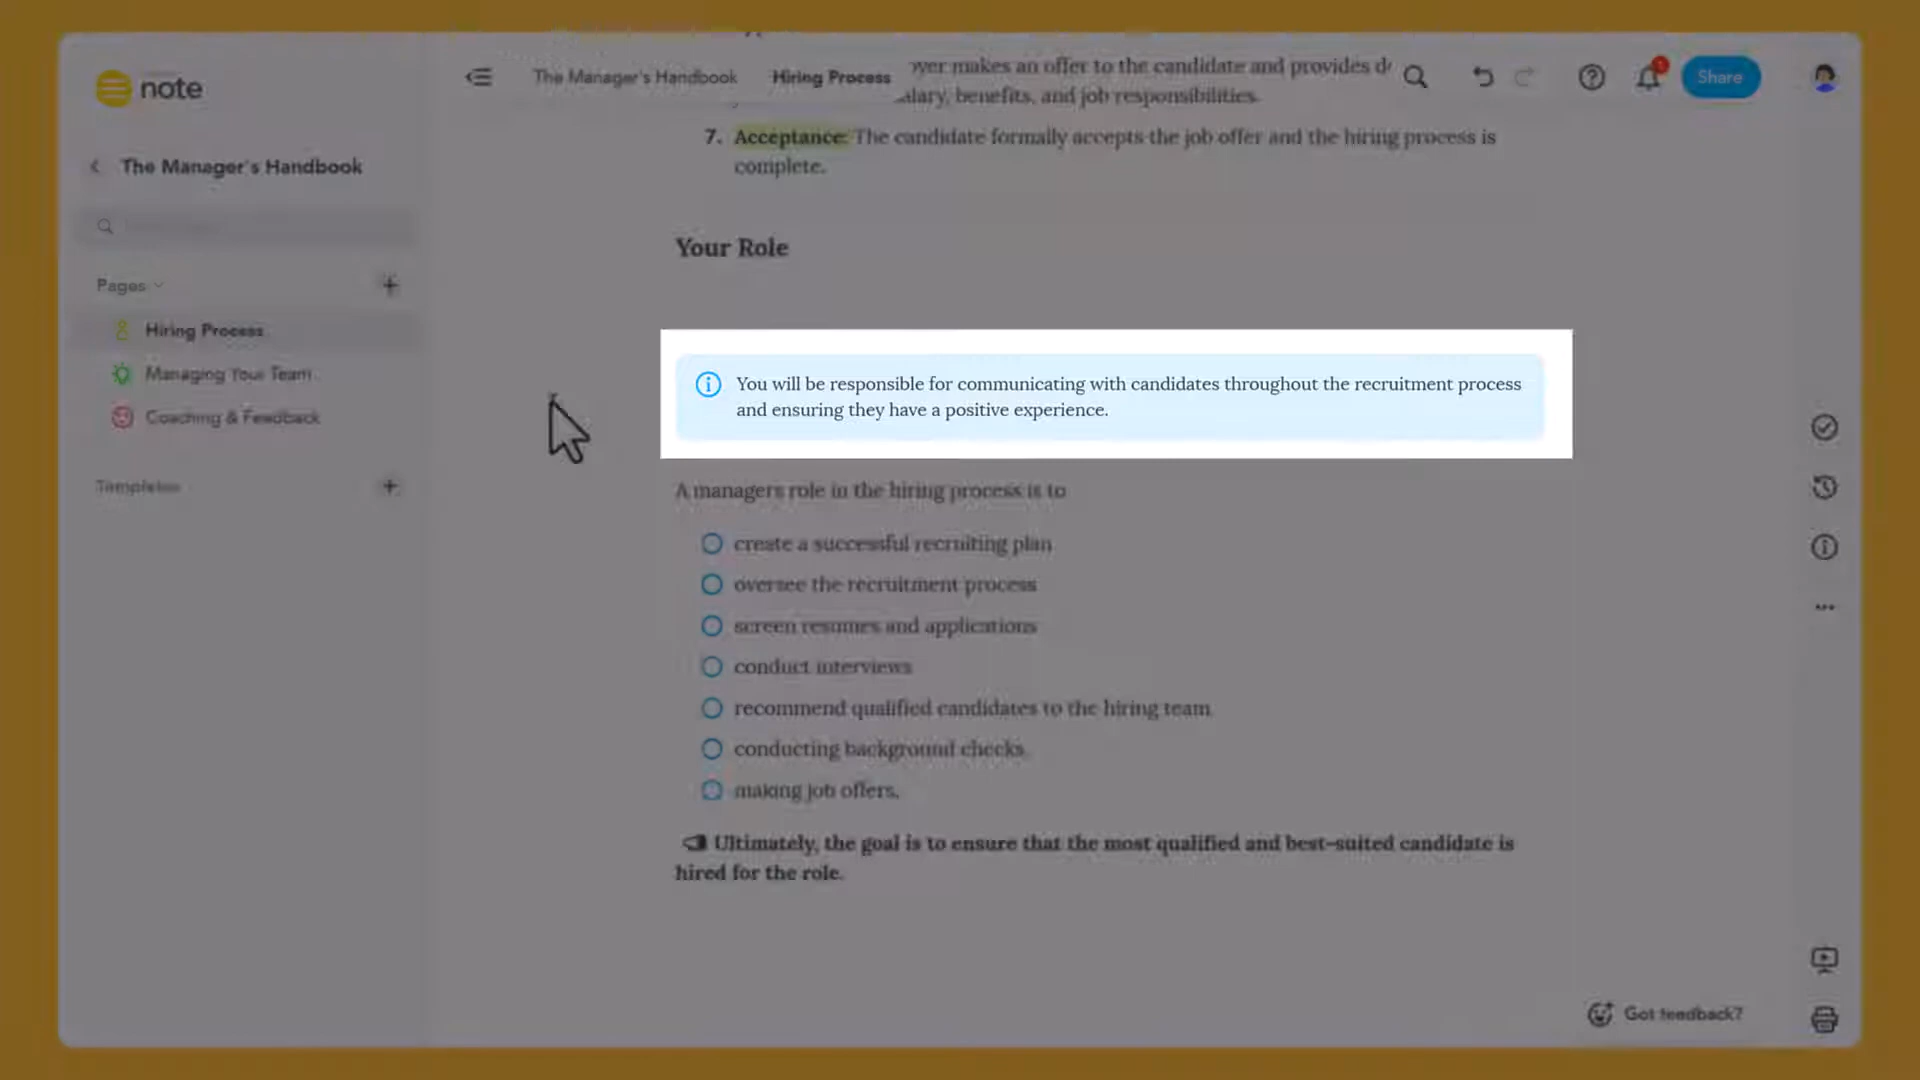 note
The Manager's Handbook
Hiring Process
Share
over makes an offer to the candidate and provides
salary, benefits, and job responsibilities.
The Manager's Handbook
7. Acceptance: The candidate formally accepts the job offer and the hiring process is
complete.
Your Role
Pages
Hiring Process
Managing Your Team
Coaching & Feedback
Templates
You will be responsible for communicating with candidates throughout the recruitment process
and ensuring they have a positive experience.
A managers role in the hiring process is to
create a successful recruiting plan
oversee the recruitment process
screen resumes and applications
conduct interviews
recommend qualified candidates to the hiring team
conducting background checks
making job offers.
Ultimately, the goal is to ensure that the most qualified and best-suited candidate is
hired for the role.
Got feedback?